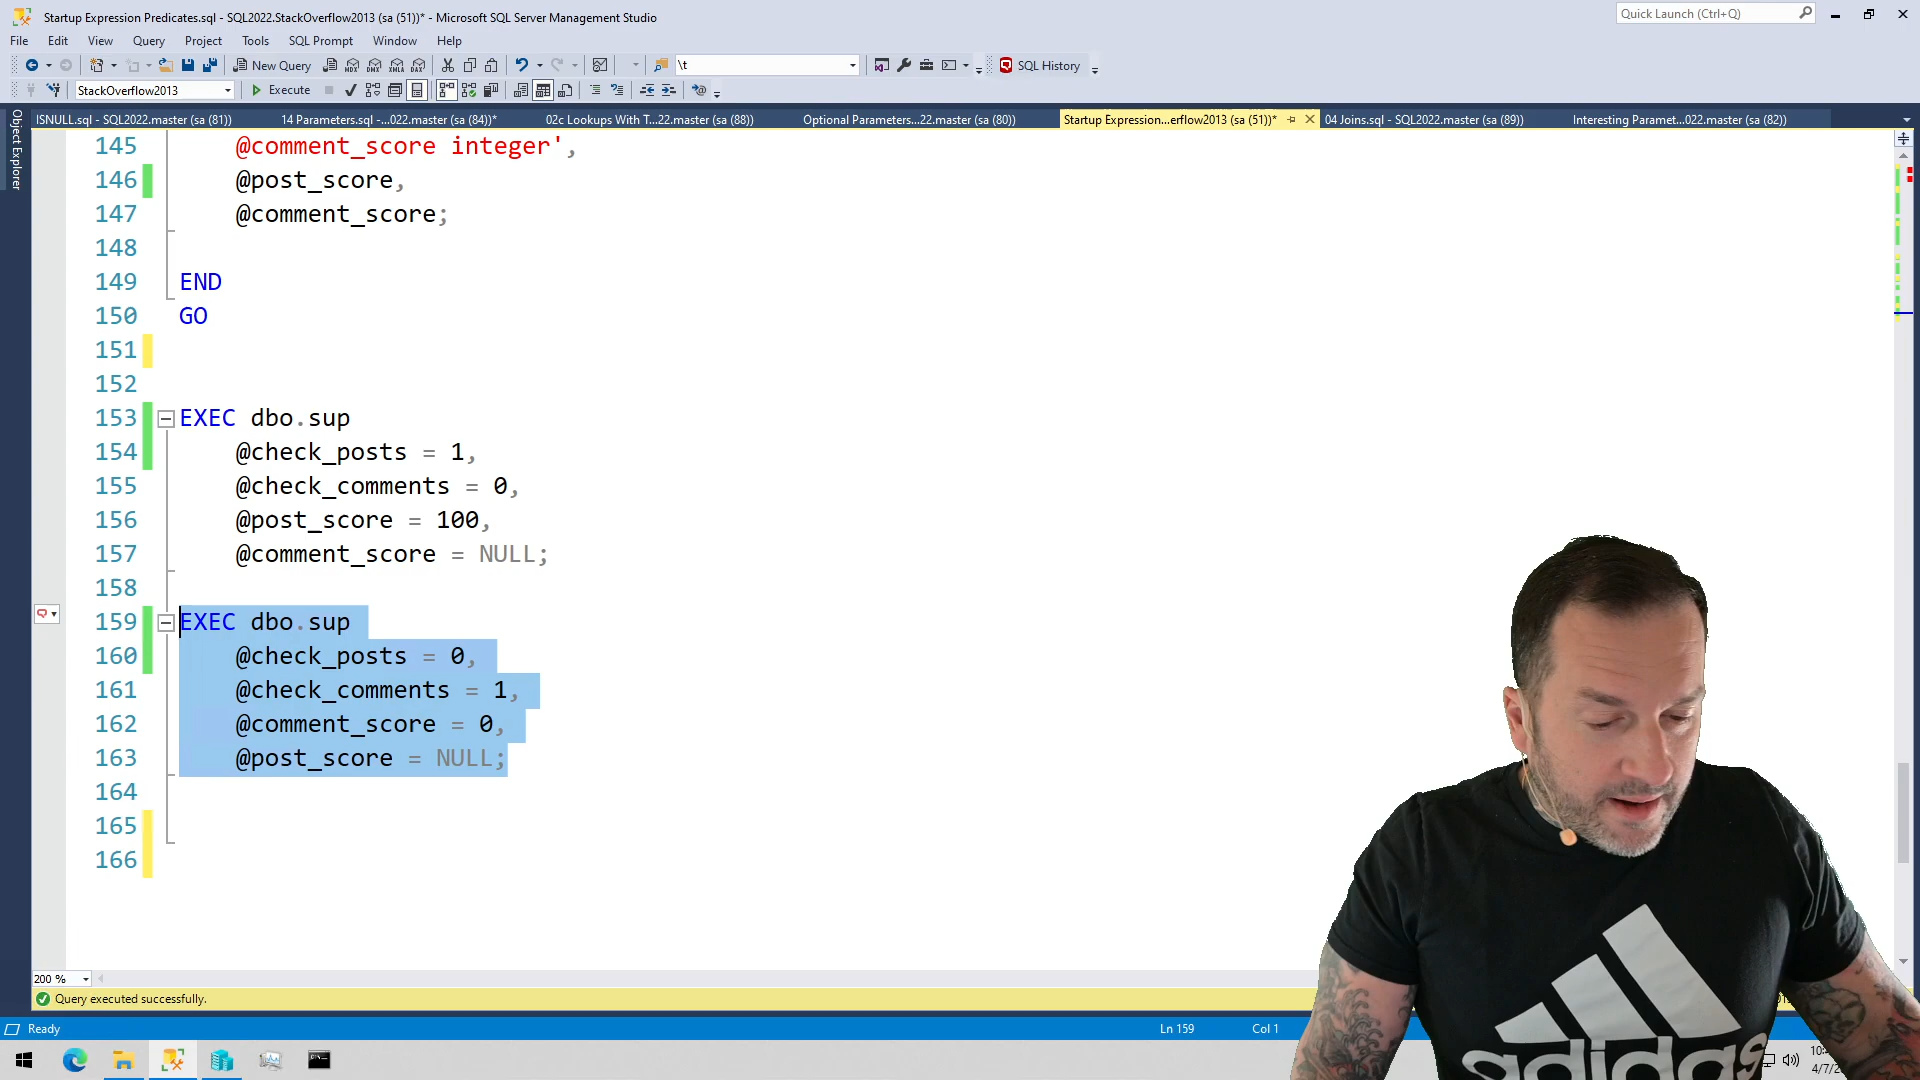 Startup Expression Predicates.sql - SQL2022.StackOverflow2013 (sa (51))* - Microsoft SQL Server Management Studio
Quick Launch (Ctrl+Q)
File Edit View Query Project Tools SQL Prompt Window Help
New Query MDX DMX XMLA DAX \t SQL History
StackOverflow2013 Execute
ISNULL.sql - SQL2022.master (sa (81)) 14 Parameters.sql -...022.master (sa (84))* 02c Lookups With T...22.master (sa (88)) Optional Parameters...22.master (sa (80)) Startup Expression...erflow2013 (sa (51))* 04 Joins.sql - SQL2022.master (sa (89)) Interesting Paramet...022.master (sa (82))
Object Explorer
145 @comment_score integer',
146 @post_score,
147 @comment_score;
148
149 END
150 GO
151
152
153 EXEC dbo.sup
154 @check_posts = 1,
155 @check_comments = 0,
156 @post_score = 100,
157 @comment_score = NULL;
158
159 EXEC dbo.sup
160 @check_posts = 0,
161 @check_comments = 1,
162 @comment_score = 0,
163 @post_score = NULL;
164
165
166
200 %
Query executed successfully.
Ready Ln 159 Col 1
adidas